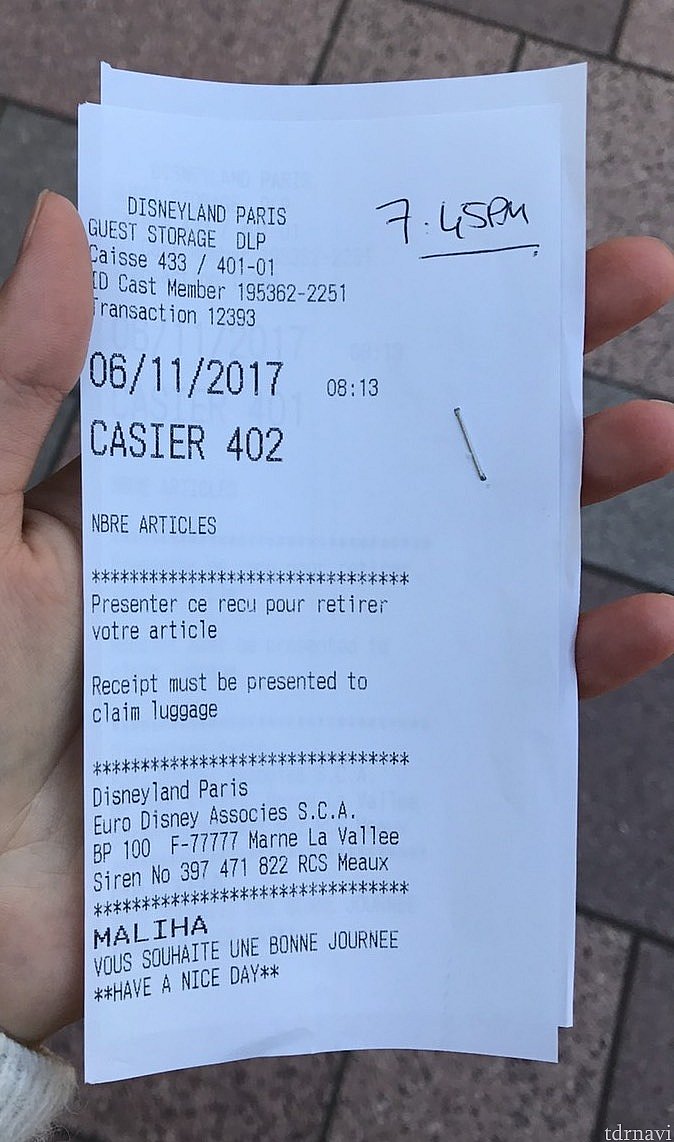 DISNEYLAND PARIS
7:45PM
GUEST STORAGE DLP
Caisse 433 / 401-01
ID Cast Member 195362-2251
Transaction 12393
06/11/2017 08:13
CASIER 402
NBRE ARTICLES
*********************************
Presenter ce recu pour retirer
votre article
Receipt must be presented to
claim luggage
*********************************
Disneyland Paris
Euro Disney Associes S.C.A.
BP 100 F-77777 Marne La Vallee
Siren No 397 471 822 RCS Meaux
*********************************
MALIHA
VOUS SOUHAITE UNE BONNE JOURNEE
**HAVE A NICE DAY**
tdrnavi